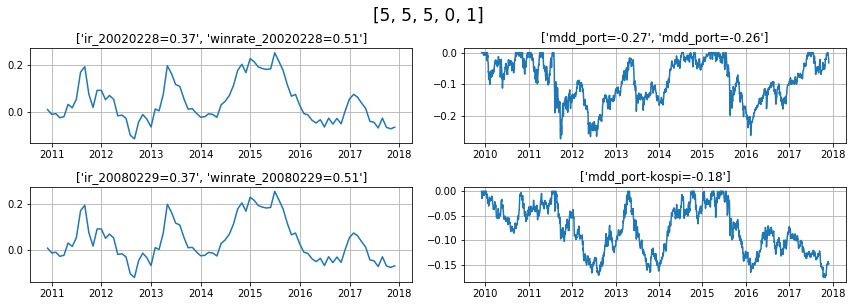 [5, 5, 5, 0, 1]
['ir_20020228=0.37', 'winrate_20020228=0.51']
0.2
0.0
2011 2012 2013 2014 2015 2016 2017 2018
['mdd_port=-0.27', 'mdd_port=-0.26']
0.0
−0.1
−0.2
2010 2011 2012 2013 2014 2015 2016 2017 2018
['ir_20080229=0.37', 'winrate_20080229=0.51']
0.2
0.0
2011 2012 2013 2014 2015 2016 2017 2018
['mdd_port-kospi=-0.18']
0.00
−0.05
−0.10
−0.15
2010 2011 2012 2013 2014 2015 2016 2017 2018